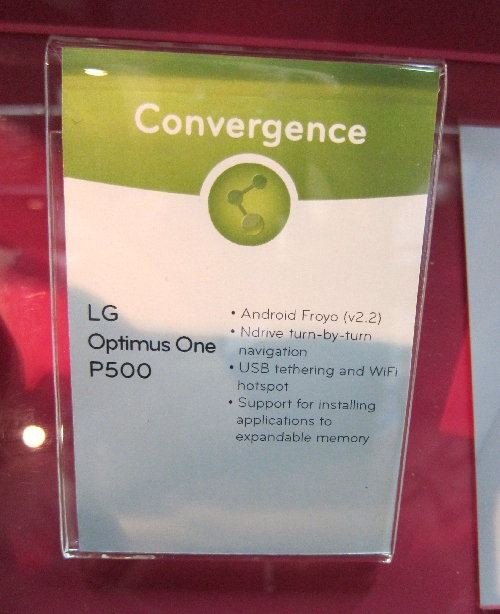 Convergence
LG
Optimus One
P500
• Android Froyo (v2.2)
• Ndrive turn-by-turn
navigation
• USB tethering and WiFi
hotspot
• Support for installing
applications to
expandable memory